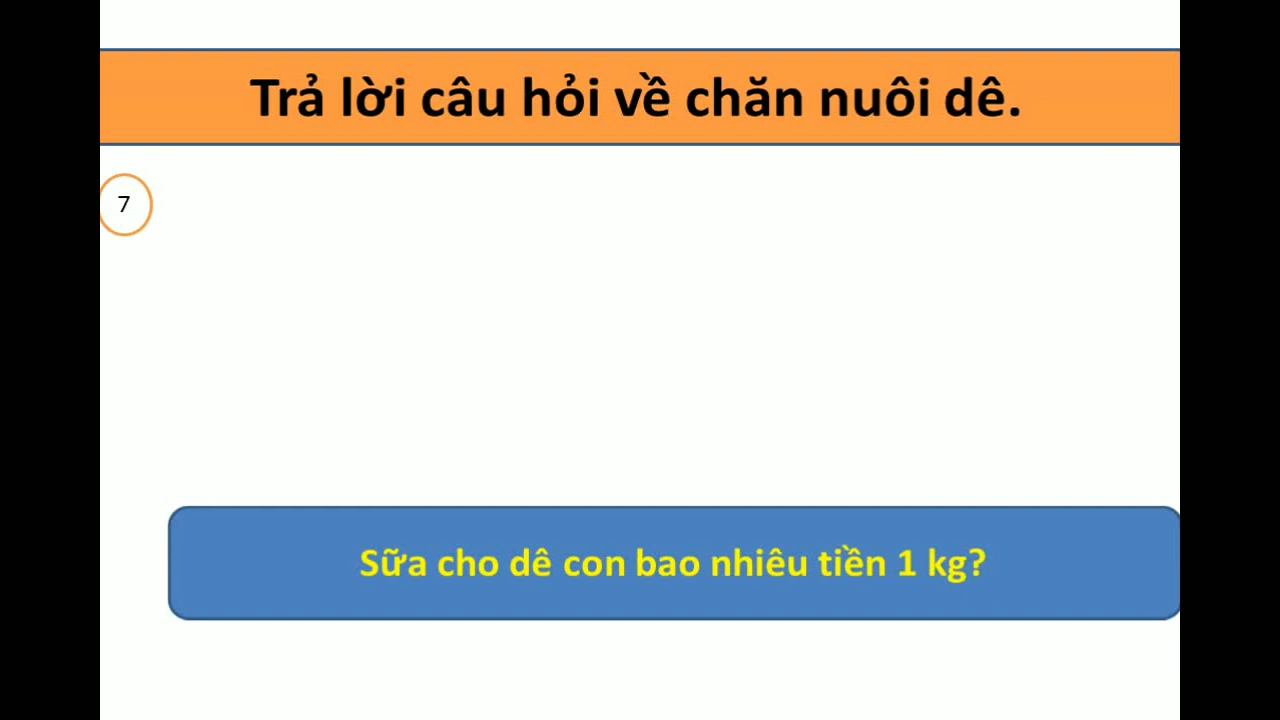 Trả lời câu hỏi về chăn nuôi dê.
7
Sữa cho dê con bao nhiêu tiền 1 kg?